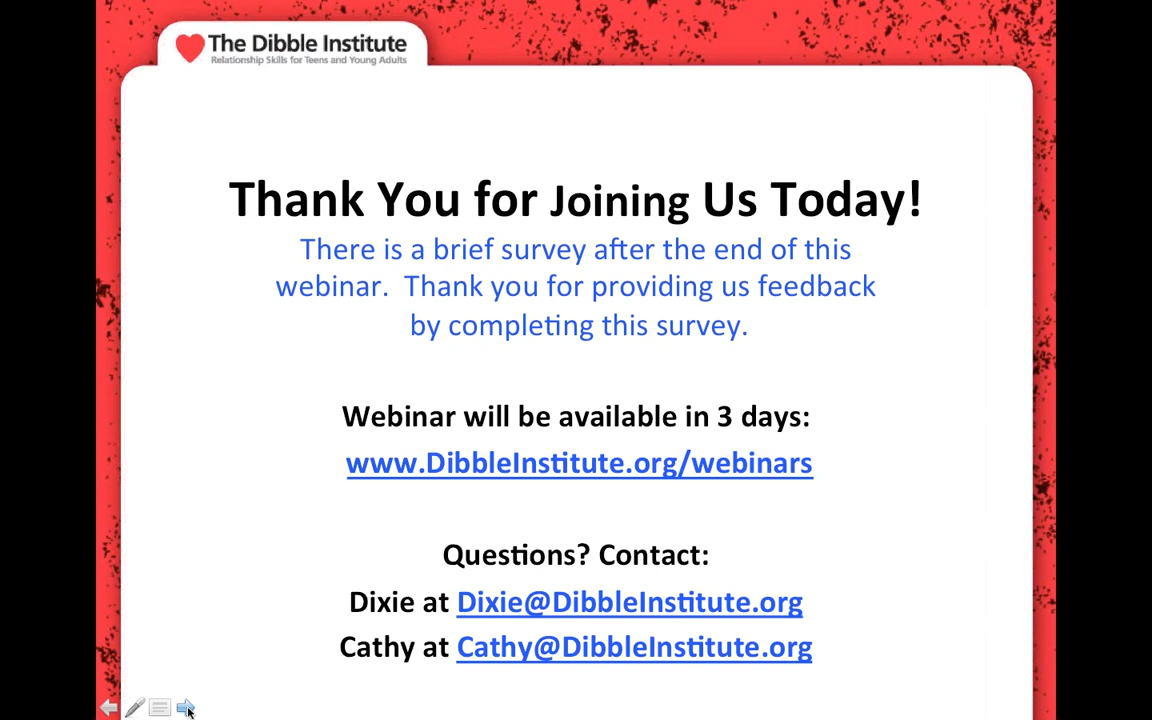 The Dibble Institute
Relationship Skills for Teens and Young Adults
Thank You for Joining Us Today!
There is a brief survey after the end of this
webinar.  Thank you for providing us feedback
by completing this survey.
Webinar will be available in 3 days:
www.DibbleInstitute.org/webinars
Questions? Contact:
Dixie at Dixie@DibbleInstitute.org
Cathy at Cathy@DibbleInstitute.org